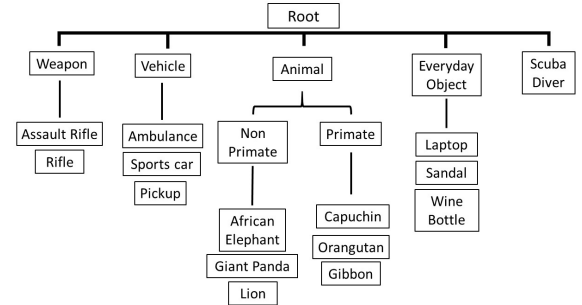 Root
Weapon
Vehicle
Animal
Everyday
Object
Scuba
Diver
Assault Rifle
Rifle
Ambulance
Sports car
Pickup
Non
Primate
Primate
African
Elephant
Giant Panda
Lion
Capuchin
Orangutan
Gibbon
Laptop
Sandal
Wine
Bottle